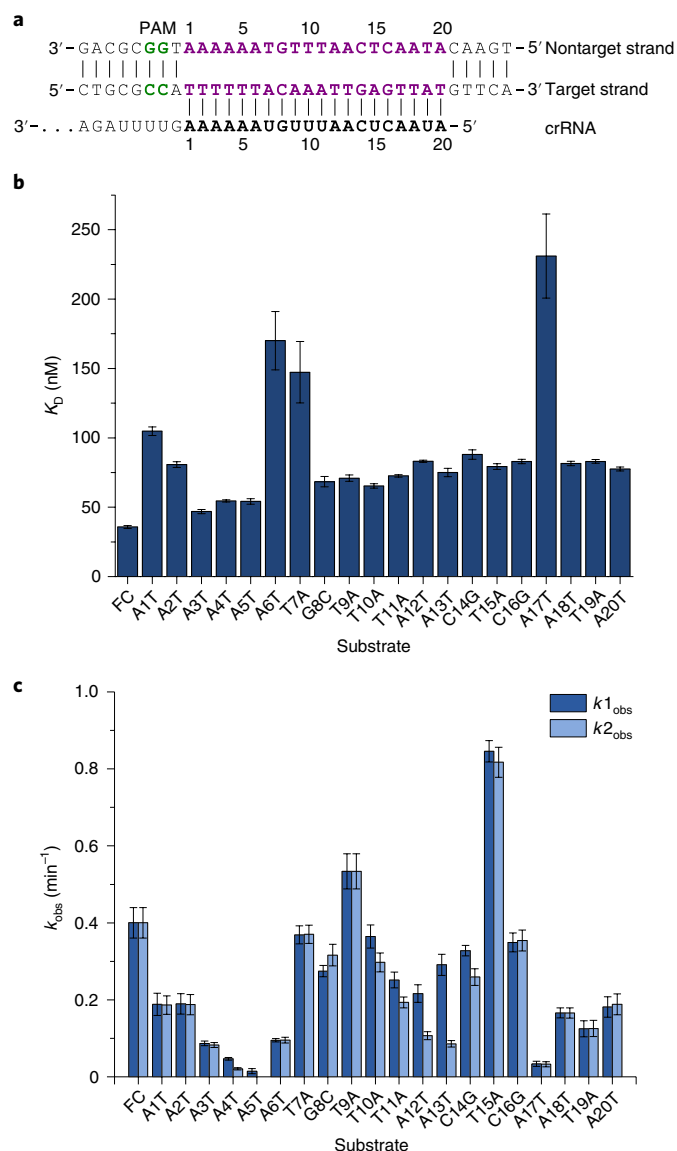 a
PAM 1 5 10 15 20
3′–GACGCGGTAAAAAATGTTTAACTCAATACAAGT–5′ Nontarget strand
5′–CTGCGCCATTTTTTACAAATTGAGTTATGTTCA–3′ Target strand
3′–...AGAUUUUGAAAAAAUGUUUAACUCAAUA–5′ crRNA
1 5 10 15 20
b
250
200
150
100
50
0
KD (nM)
FC A1T A2T A3T A4T A5T A6T T7A G8C T9A T10A T11A A12T A13T C14G T15A C16G A17T A18T T19A A20T
Substrate
c
1.0
0.8
0.6
0.4
0.2
0
kobs (min−1)
k1obs
k2obs
FC A1T A2T A3T A4T A5T A6T T7A G8C T9A T10A T11A A12T A13T C14G T15A C16G A17T A18T T19A A20T
Substrate